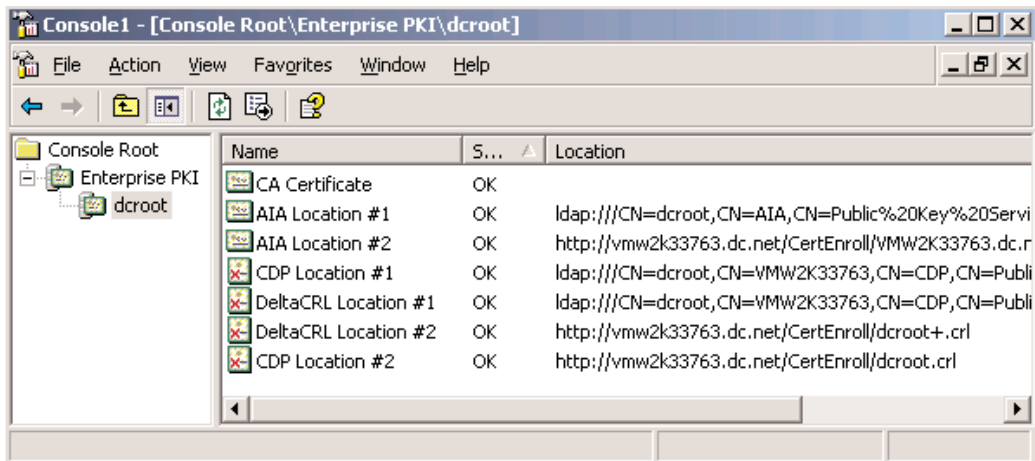 Console1 - [Console Root\Enterprise PKI\dcroot]
File Action View Favorites Window Help
Console Root
Enterprise PKI
dcroot
Name S... Location
CA Certificate OK
AIA Location #1 OK ldap:///CN=dcroot,CN=AIA,CN=Public%20Key%20Servi
AIA Location #2 OK http://vmw2k33763.dc.net/CertEnroll/VMW2K33763.dc.n
CDP Location #1 OK ldap:///CN=dcroot,CN=VMW2K33763,CN=CDP,CN=Publi
DeltaCRL Location #1 OK ldap:///CN=dcroot,CN=VMW2K33763,CN=CDP,CN=Publi
DeltaCRL Location #2 OK http://vmw2k33763.dc.net/CertEnroll/dcroot+.crl
CDP Location #2 OK http://vmw2k33763.dc.net/CertEnroll/dcroot.crl